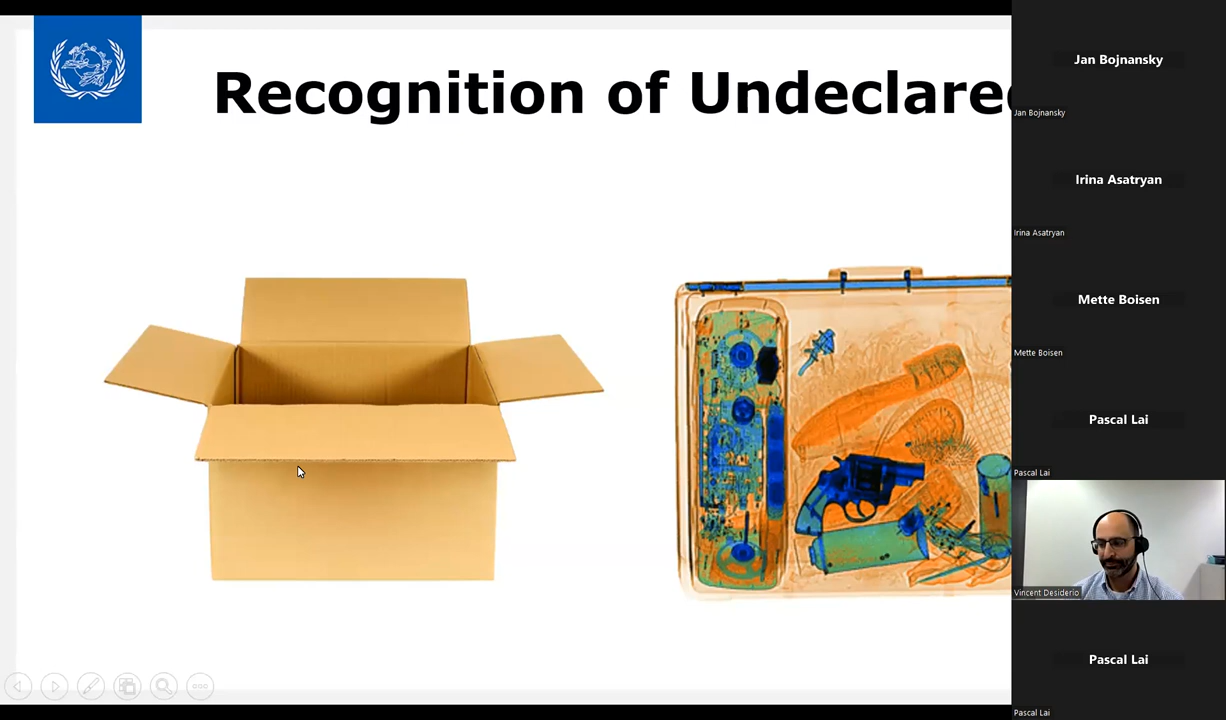 Recognition of Undeclared
Jan Bojnansky
Jan Bojnansky
Irina Asatryan
Irina Asatryan
Mette Boisen
Mette Boisen
Pascal Lai
Pascal Lai
Vincent Desiderio
Pascal Lai
Pascal Lai